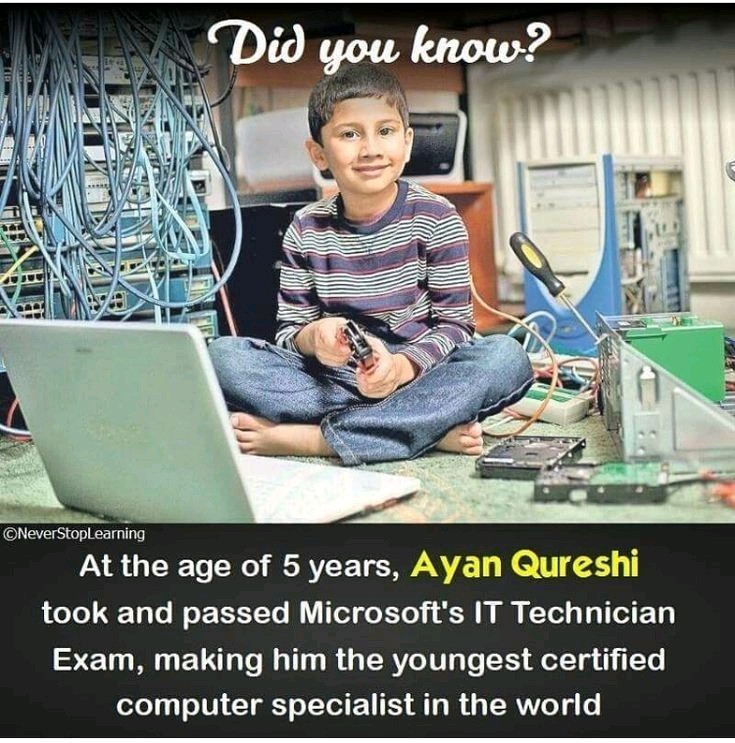 Did you know?
©NeverStopLearning
At the age of 5 years, Ayan Qureshi
took and passed Microsoft's IT Technician
Exam, making him the youngest certified
computer specialist in the world